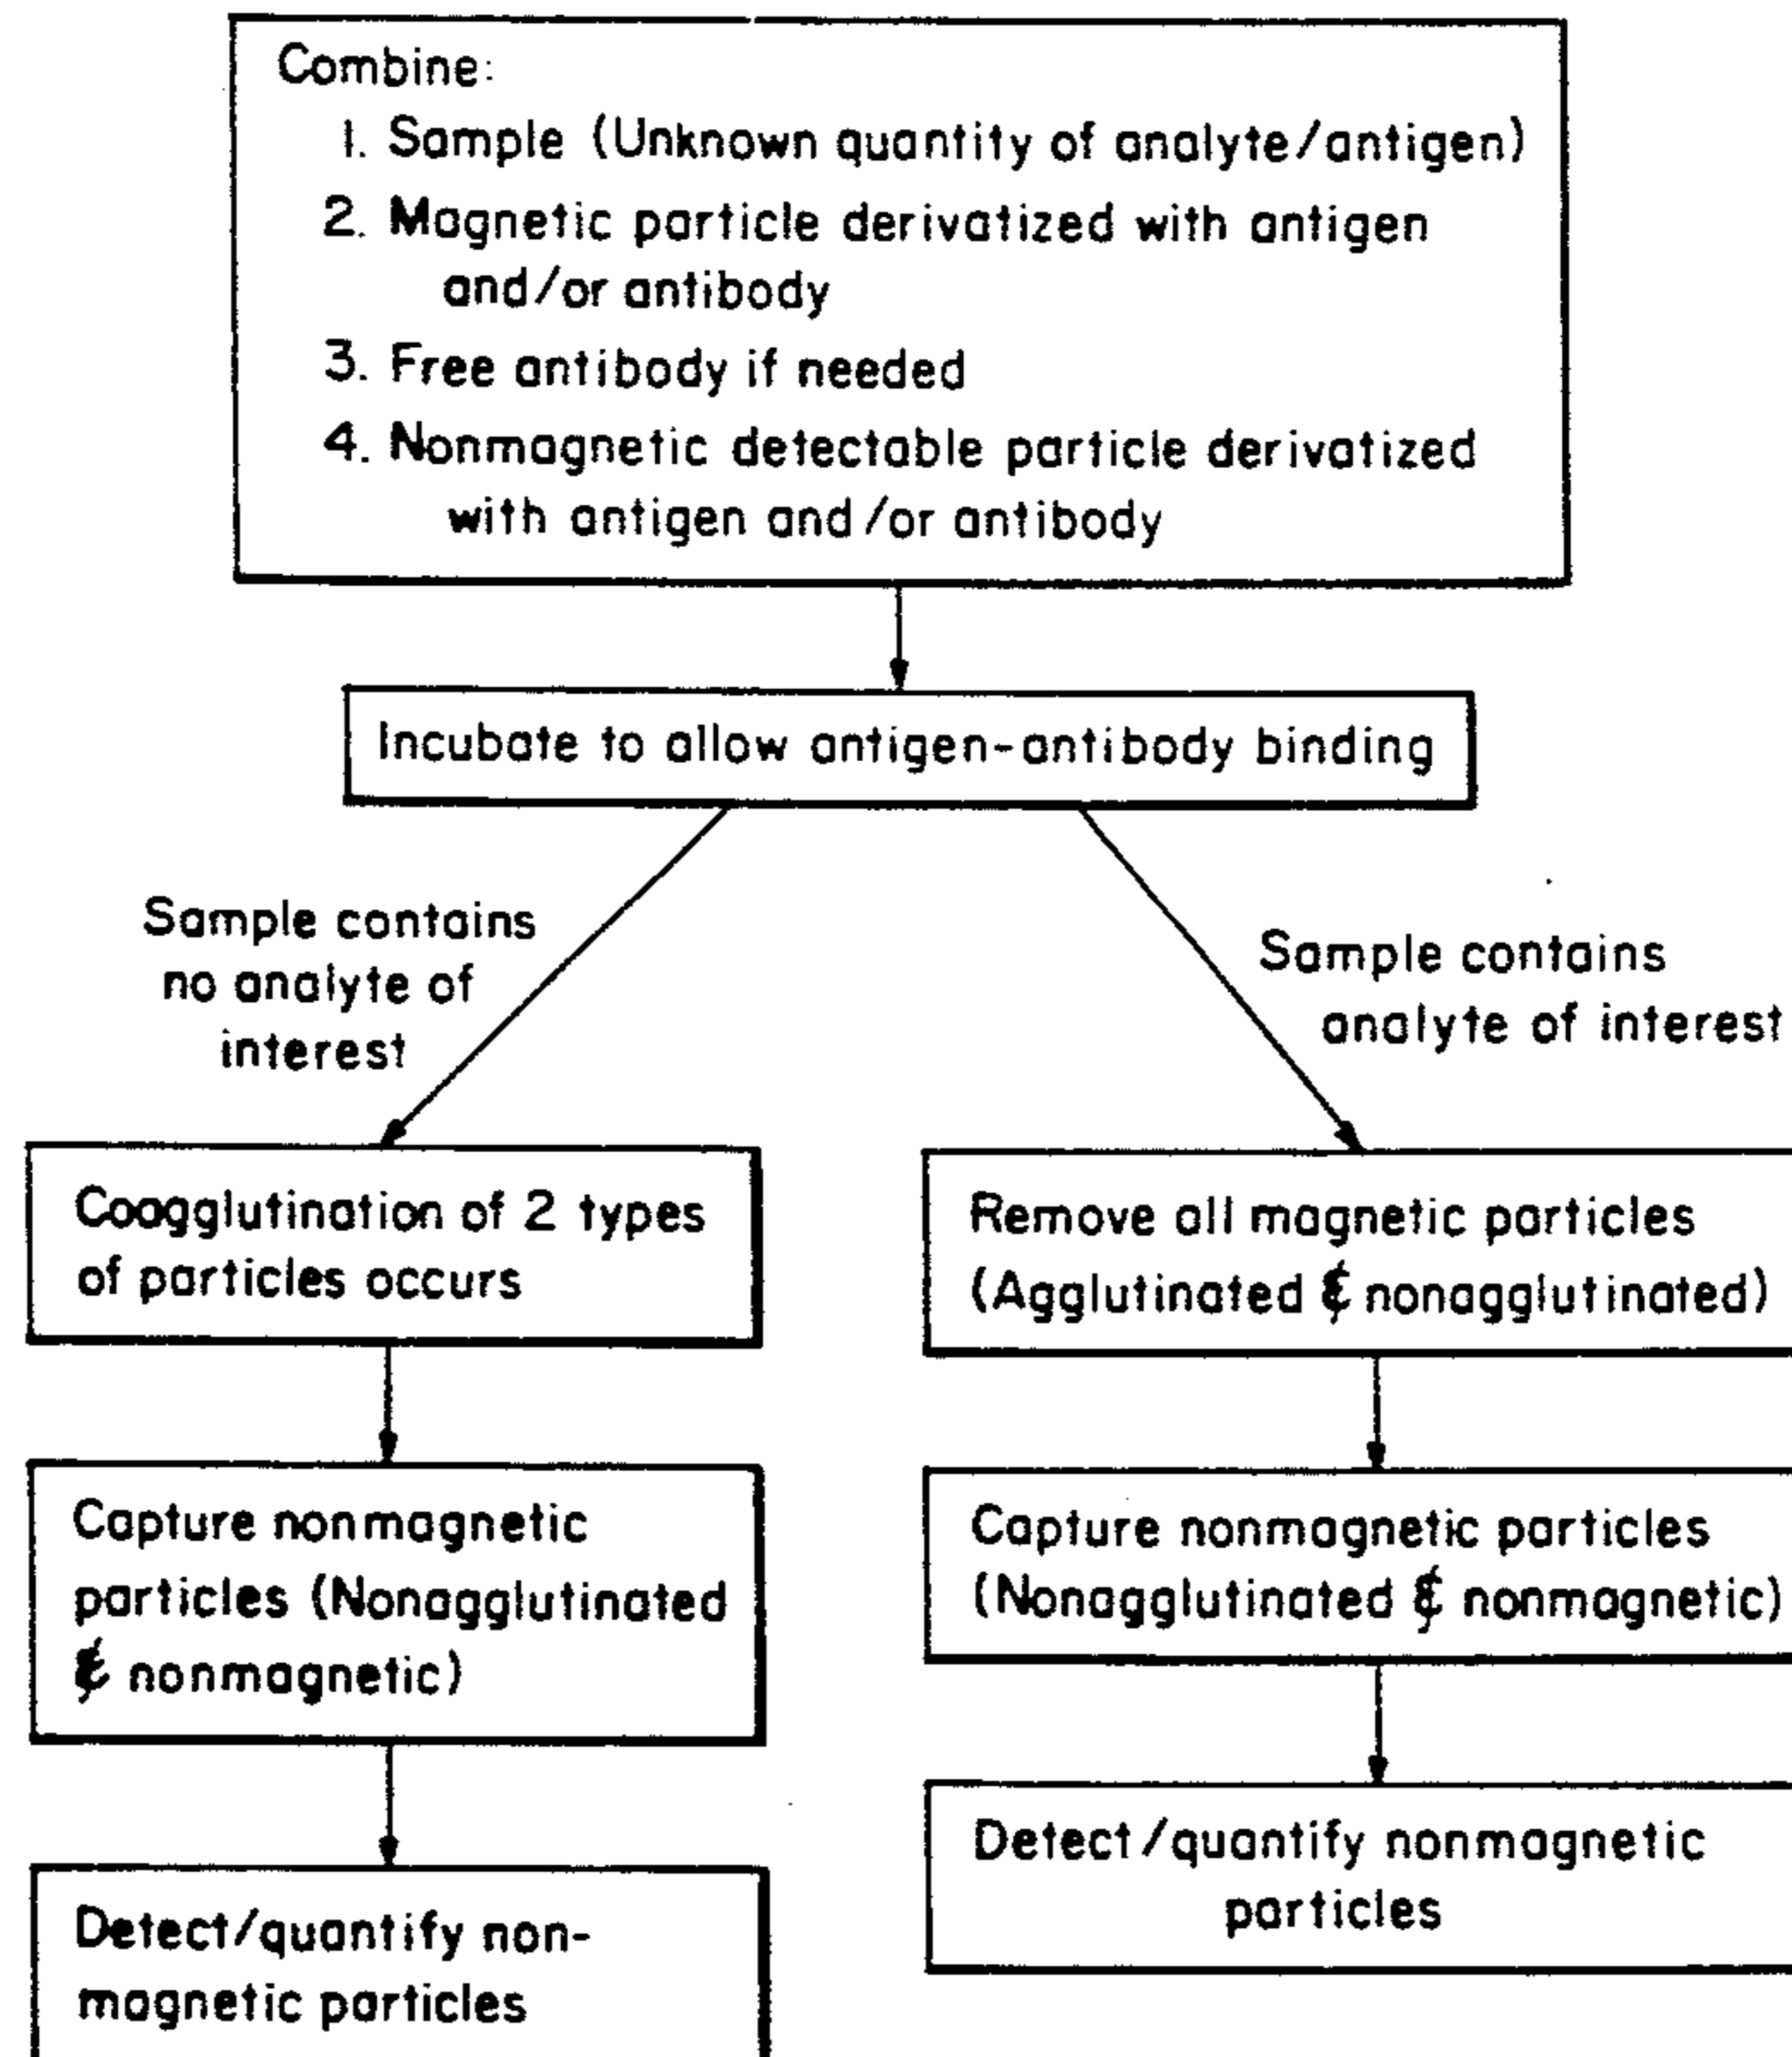 Combine:
1. Sample (Unknown quantity of analyte/antigen)
2. Magnetic particle derivatized with antigen
and/or antibody
3. Free antibody if needed
4. Nonmagnetic detectable particle derivatized
with antigen and/or antibody
Incubate to allow antigen-antibody binding
Sample contains
no analyte of
interest
Sample contains
analyte of interest
Coagglutination of 2 types
of particles occurs
Remove all magnetic particles
(Agglutinated & nonagglutinated)
Capture nonmagnetic
particles (Nonagglutinated
& nonmagnetic)
Capture nonmagnetic particles
(Nonagglutinated & nonmagnetic)
Detect/quantify non-
magnetic particles
Detect/quantify nonmagnetic
particles